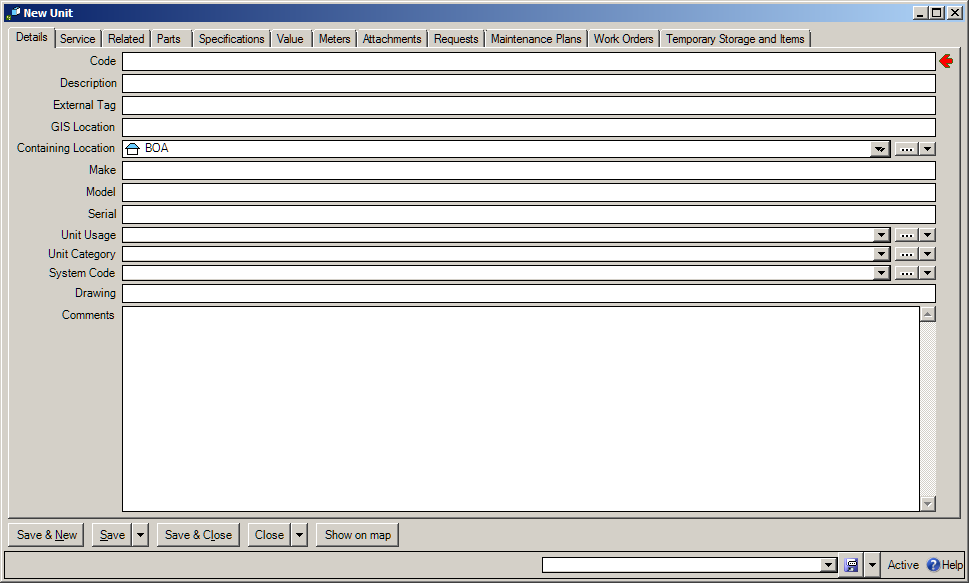 New Unit
Details Service Related Parts Specifications Value Meters Attachments Requests Maintenance Plans Work Orders Temporary Storage and Items
Code
Description
External Tag
GIS Location
Containing Location BOA ...
Make
Model
Serial
Unit Usage ...
Unit Category ...
System Code ...
Drawing
Comments
Save & New Save Save & Close Close Show on map
Active ? Help